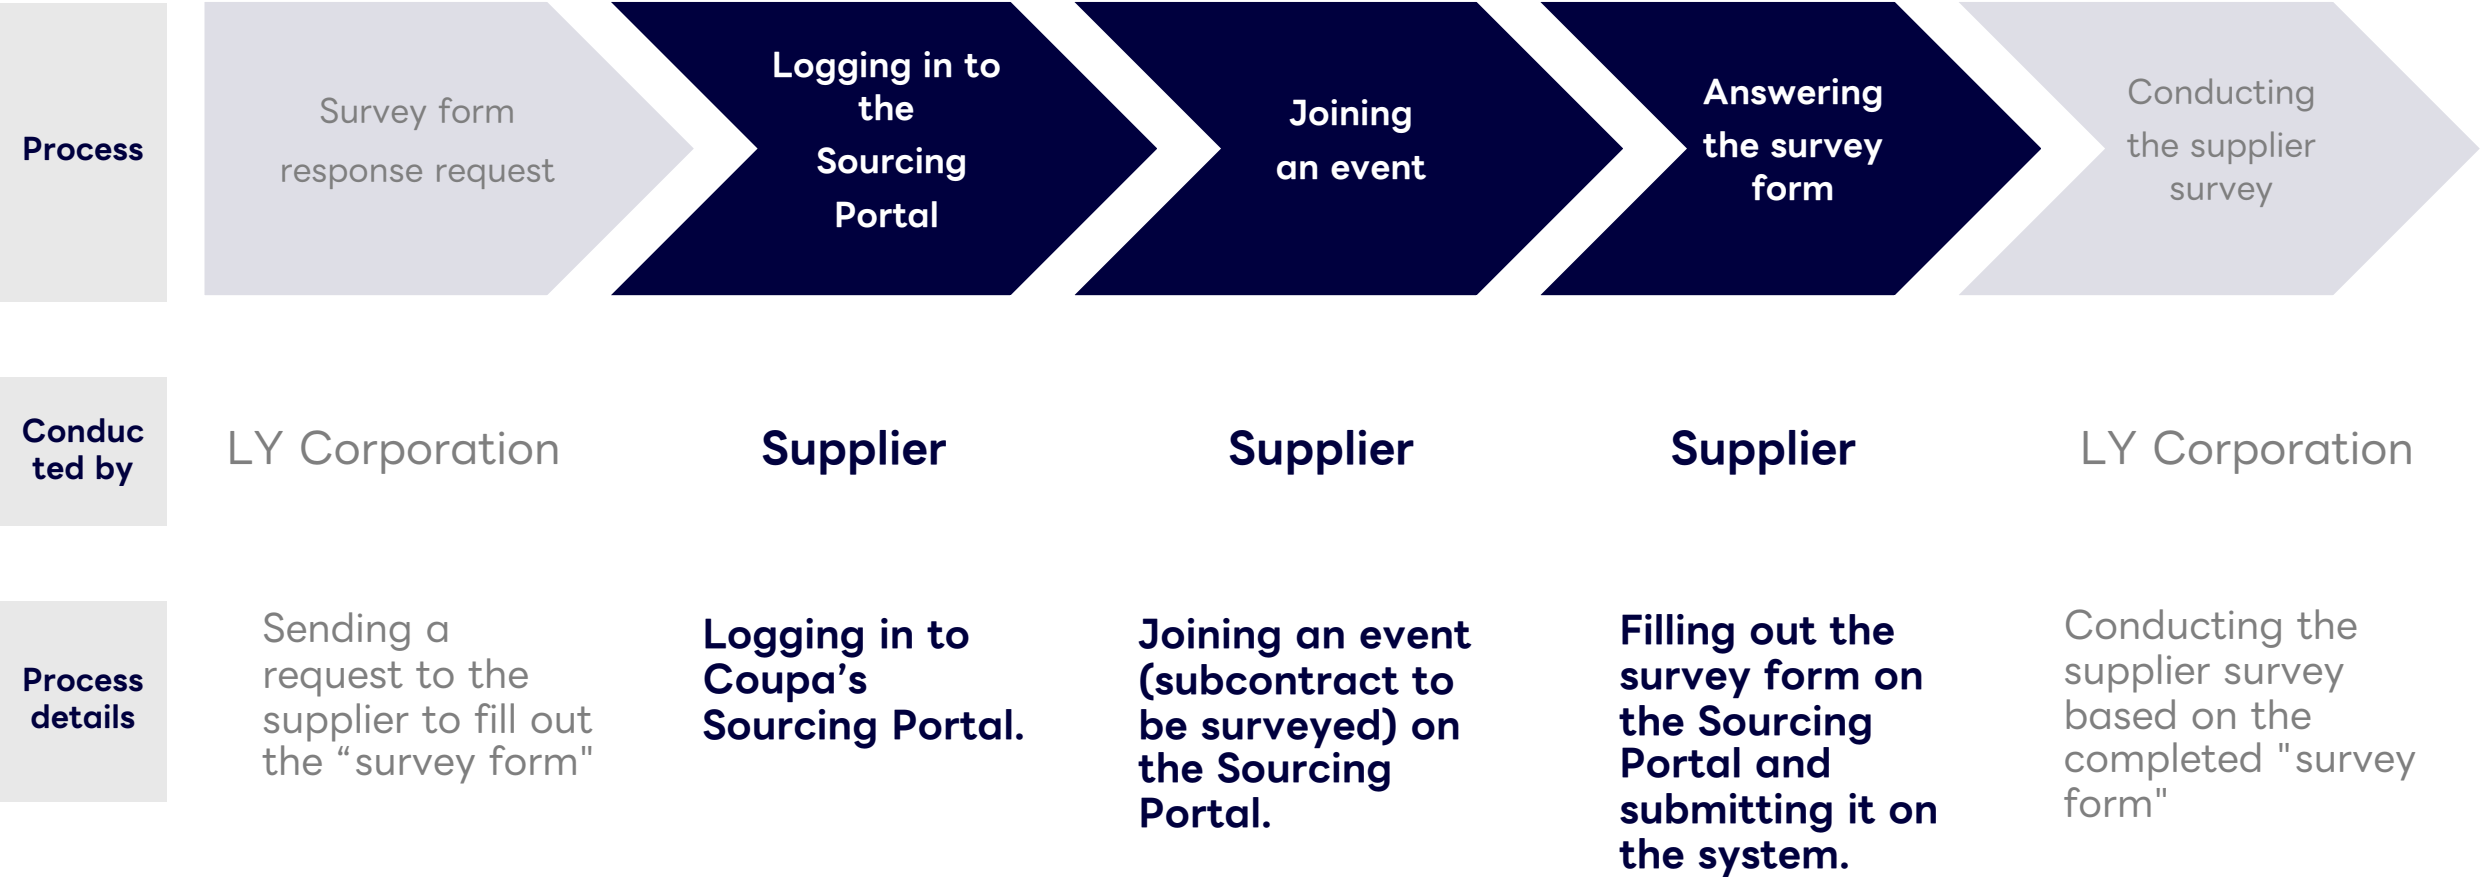 Process
Survey form
response request
Logging in to
the
Sourcing
Portal
Joining
an event
Answering
the survey
form
Conducting
the supplier
survey
Conduc
ted by
LY Corporation
Supplier
Supplier
Supplier
LY Corporation
Process
details
Sending a
request to the
supplier to fill out
the “survey form"
Logging in to
Coupa’s
Sourcing Portal.
Joining an event
(subcontract to
be surveyed) on
the Sourcing
Portal.
Filling out the
survey form on
the Sourcing
Portal and
submitting it on
the system.
Conducting the
supplier survey
based on the
completed "survey
form"